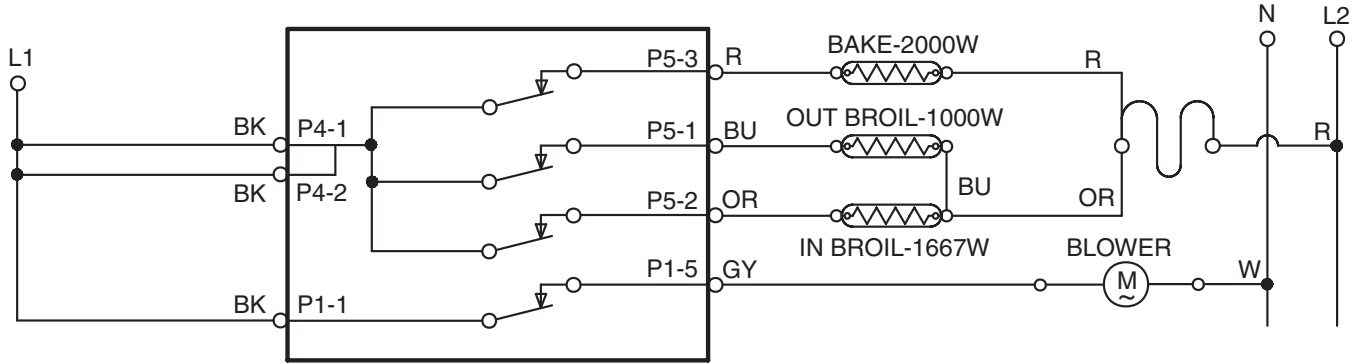 L1
N
L2
P5-3
R
BAKE-2000W
R
BK
P4-1
P5-1
BU
OUT BROIL-1000W
R
BK
P4-2
BU
P5-2
OR
OR
IN BROIL-1667W
BLOWER
P1-5
GY
M
~
W
BK
P1-1